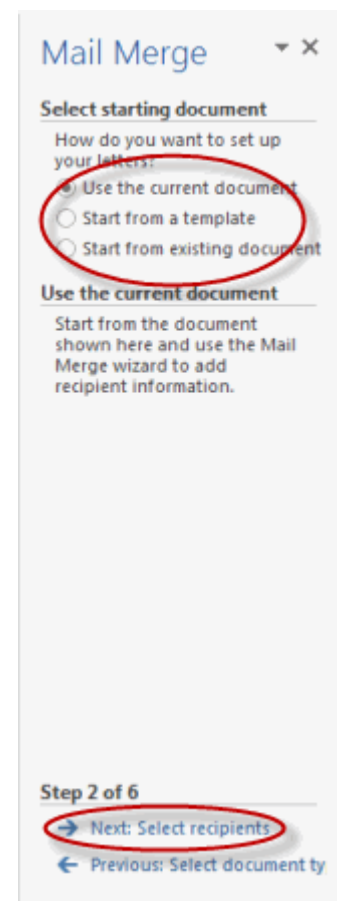 Mail Merge
Select starting document
How do you want to set up
your letters?
Use the current document
Start from a template
Start from existing document
Use the current document
Start from the document
shown here and use the Mail
Merge wizard to add
recipient information.
Step 2 of 6
Next: Select recipients
Previous: Select document ty